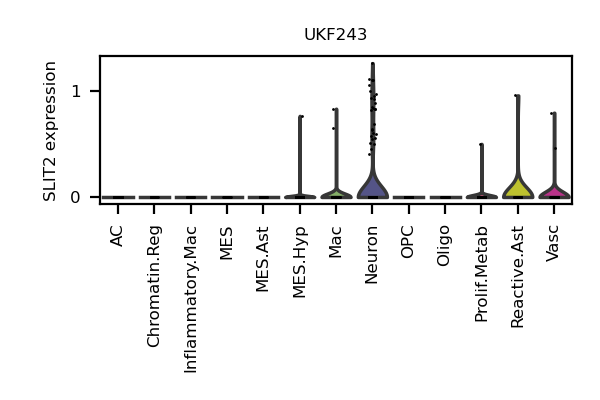 UKF243
SLIT2 expression
1
0
AC
Chromatin.Reg
Inflammatory.Mac
MES
MES.Ast
MES.Hyp
Mac
Neuron
OPC
Oligo
Prolif.Metab
Reactive.Ast
Vasc